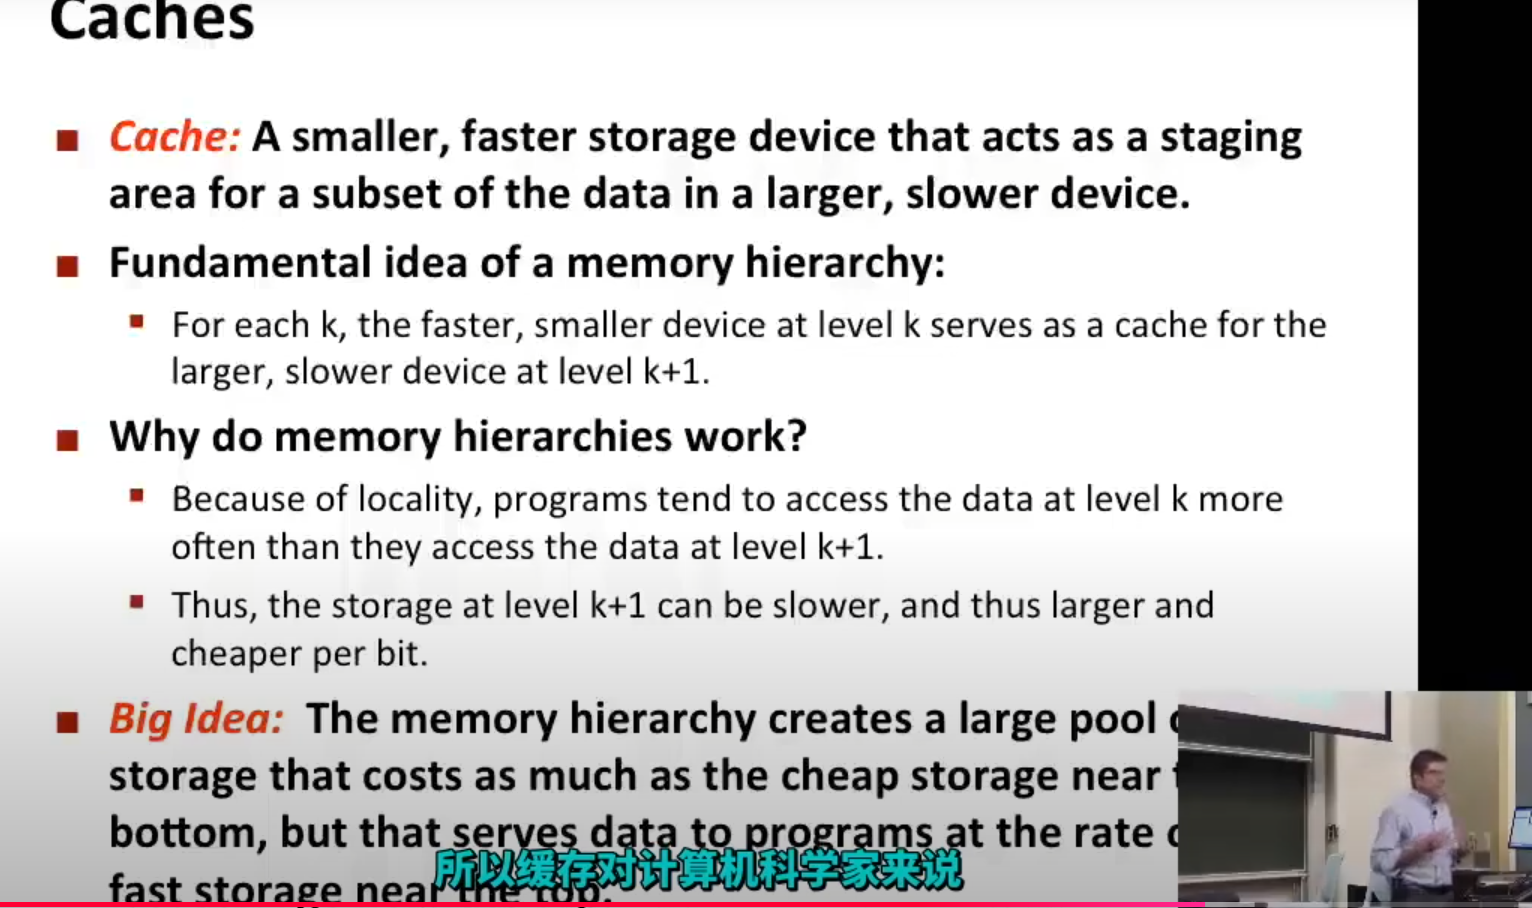 Caches
Cache: A smaller, faster storage device that acts as a staging
area for a subset of the data in a larger, slower device.
Fundamental idea of a memory hierarchy:
For each k, the faster, smaller device at level k serves as a cache for the
larger, slower device at level k+1.
Why do memory hierarchies work?
Because of locality, programs tend to access the data at level k more
often than they access the data at level k+1.
Thus, the storage at level k+1 can be slower, and thus larger and
cheaper per bit.
Big Idea: The memory hierarchy creates a large pool
storage that costs as much as the cheap storage near
bottom, but that serves data to programs at the rate
fast storage near the top.
所以缓存对计算机科学家来说